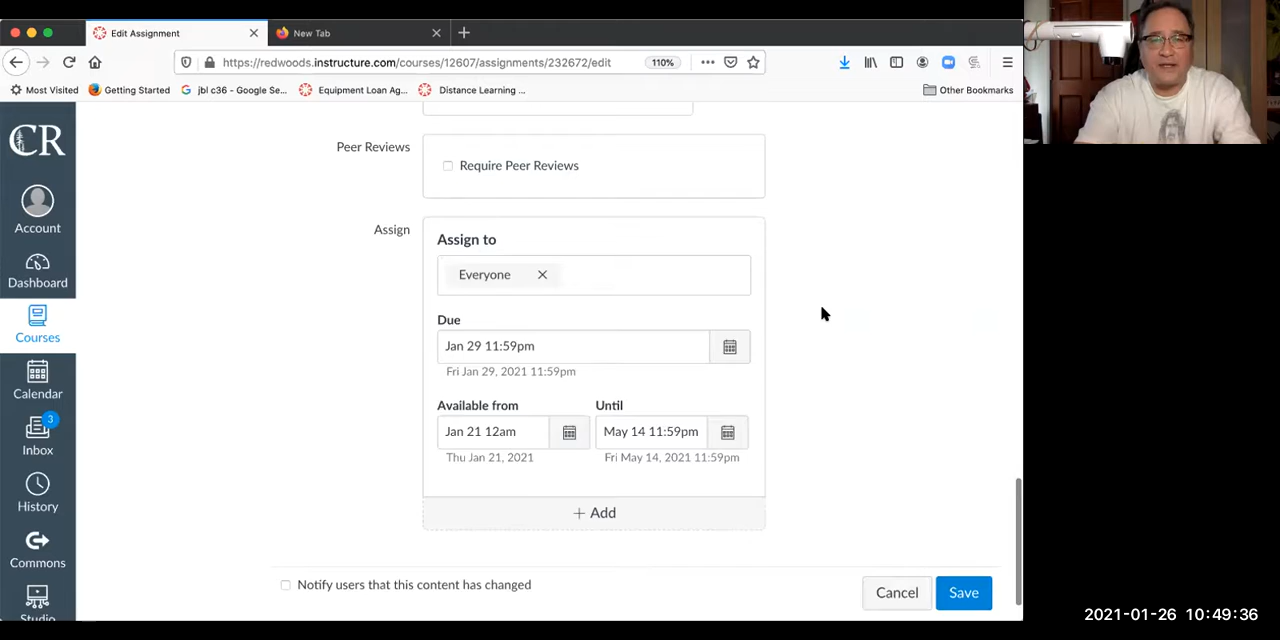 Edit Assignment
New Tab
https://redwoods.instructure.com/courses/12607/assignments/232672/edit
110%
Most Visited
Getting Started
jbl c36 - Google Se...
Equipment Loan Ag...
Distance Learning ...
Other Bookmarks
CR
Account
Dashboard
Courses
Calendar
3
Inbox
History
Commons
Studio
Peer Reviews
Require Peer Reviews
Assign
Assign to
Everyone
Due
Jan 29 11:59pm
Fri Jan 29, 2021 11:59pm
Available from
Until
Jan 21 12am
May 14 11:59pm
Thu Jan 21, 2021
Fri May 14, 2021 11:59pm
+ Add
Notify users that this content has changed
Cancel
Save
2021-01-26 10:49:36